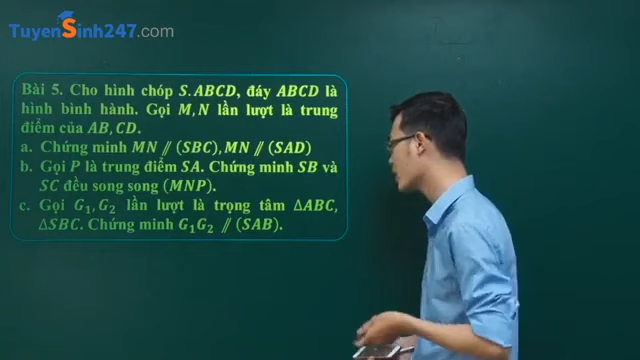 TuyenSinh247.com
Bài 5. Cho hình chóp S.ABCD, đáy ABCD là
hình bình hành. Gọi M, N lần lượt là trung
điểm của AB, CD.
a. Chứng minh MN ∥ (SBC), MN ∥ (SAD)
b. Gọi P là trung điểm SA. Chứng minh SB và
SC đều song song (MNP).
c. Gọi G₁, G₂ lần lượt là trọng tâm ΔABC,
ΔSBC. Chứng minh G₁G₂ ∥ (SAB).